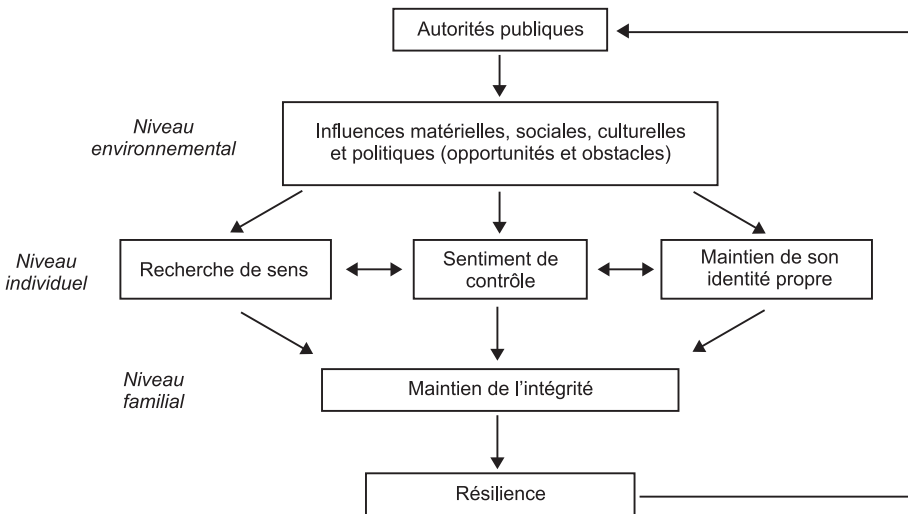 Autorités publiques
Niveau
environnemental
Influences matérielles, sociales, culturelles
et politiques (opportunités et obstacles)
Niveau
individuel
Recherche de sens
Sentiment de
contrôle
Maintien de son
identité propre
Niveau
familial
Maintien de l'intégrité
Résilience